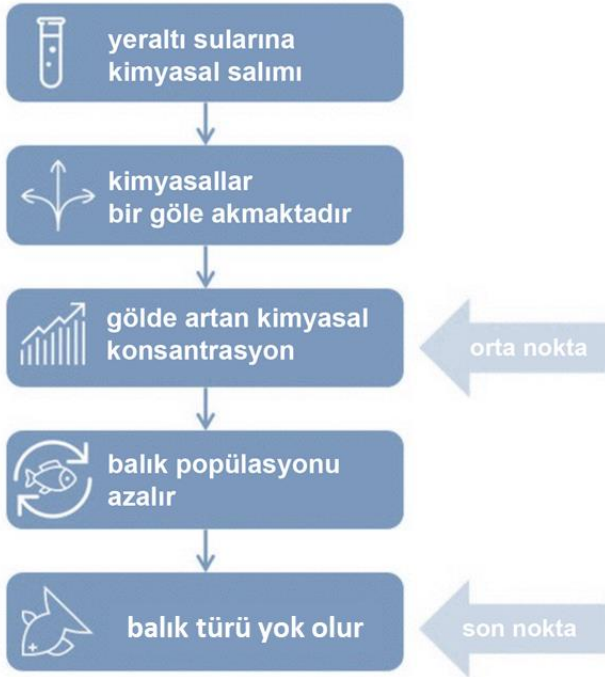 yeraltı sularına
kimyasal salımı
kimyasallar
bir göle akmaktadır
gölde artan kimyasal
konsantrasyon
orta nokta
balık popülasyonu
azalır
balık türü yok olur
son nokta